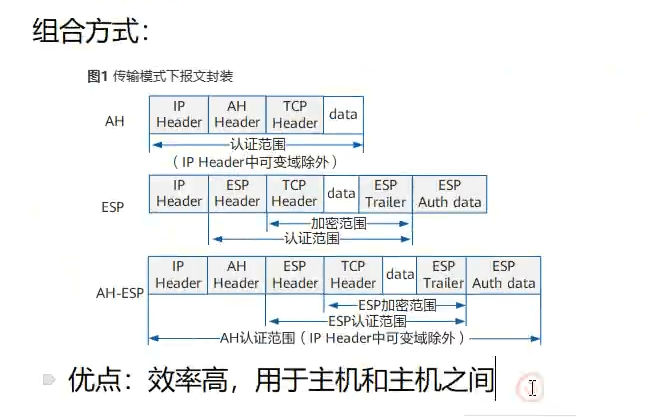 组合方式：
图1 传输模式下报文封装
AH
IP Header
AH Header
TCP Header
data
认证范围
（IP Header中可变域除外）
ESP
IP Header
ESP Header
TCP Header
data
ESP Trailer
ESP Auth data
加密范围
认证范围
AH-ESP
IP Header
AH Header
ESP Header
TCP Header
data
ESP Trailer
ESP Auth data
ESP加密范围
ESP认证范围
AH认证范围（IP Header中可变域除外）
优点：效率高，用于主机和主机之间